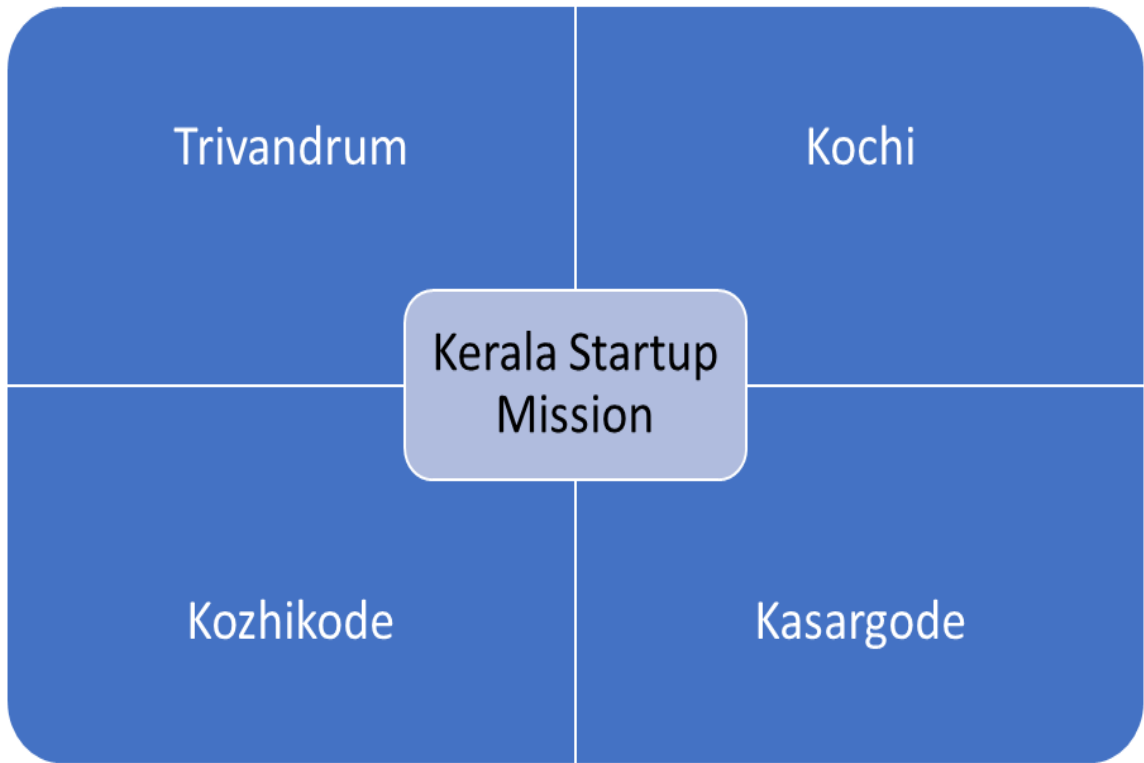 Trivandrum
Kochi
Kerala Startup
Mission
Kozhikode
Kasargode